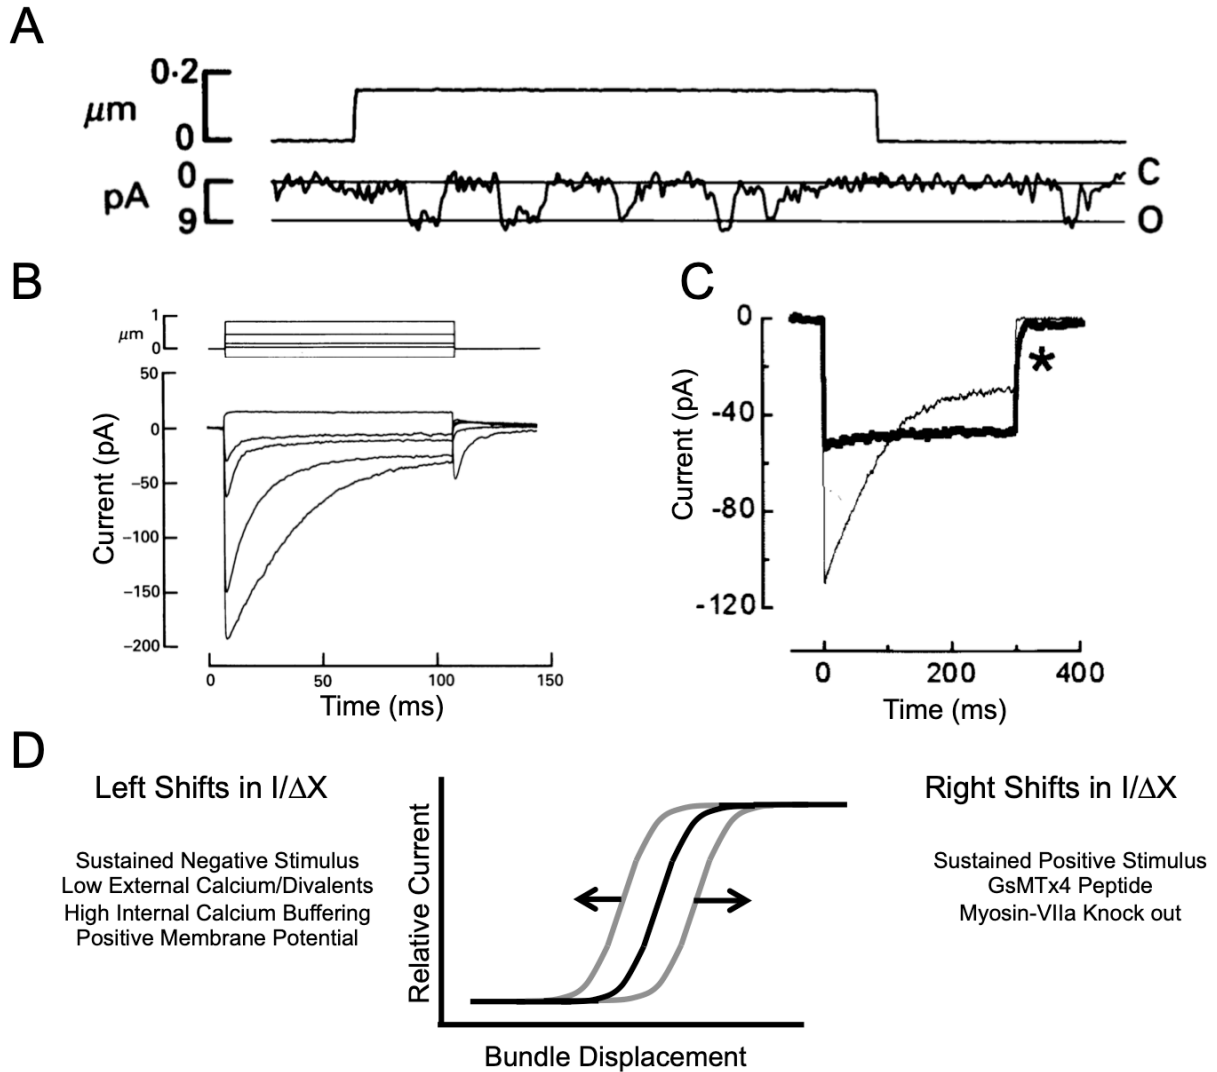 A
0·2
μm
0
0
C
pA
9
O
B
1
μm
0
50
0
−50
−100
−150
−200
Current (pA)
0
50
100
150
Time (ms)
C
0
-40
-80
-120
Current (pA)
*
0
200
400
Time (ms)
D
Left Shifts in I/ΔX
Sustained Negative Stimulus
Low External Calcium/Divalents
High Internal Calcium Buffering
Positive Membrane Potential
Relative Current
Bundle Displacement
Right Shifts in I/ΔX
Sustained Positive Stimulus
GsMTx4 Peptide
Myosin-VIIa Knock out